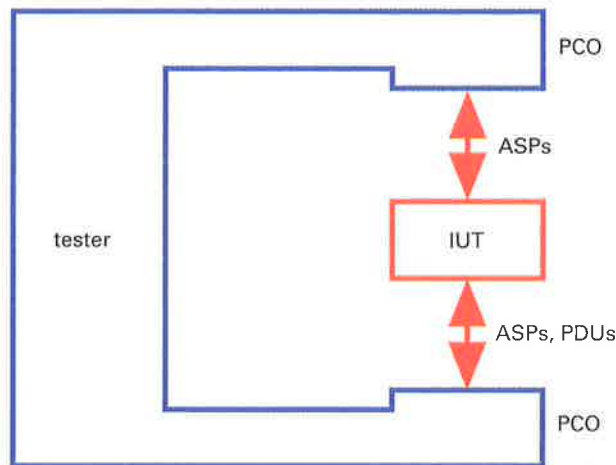 PCO
ASPs
tester
IUT
ASPs, PDUs
PCO